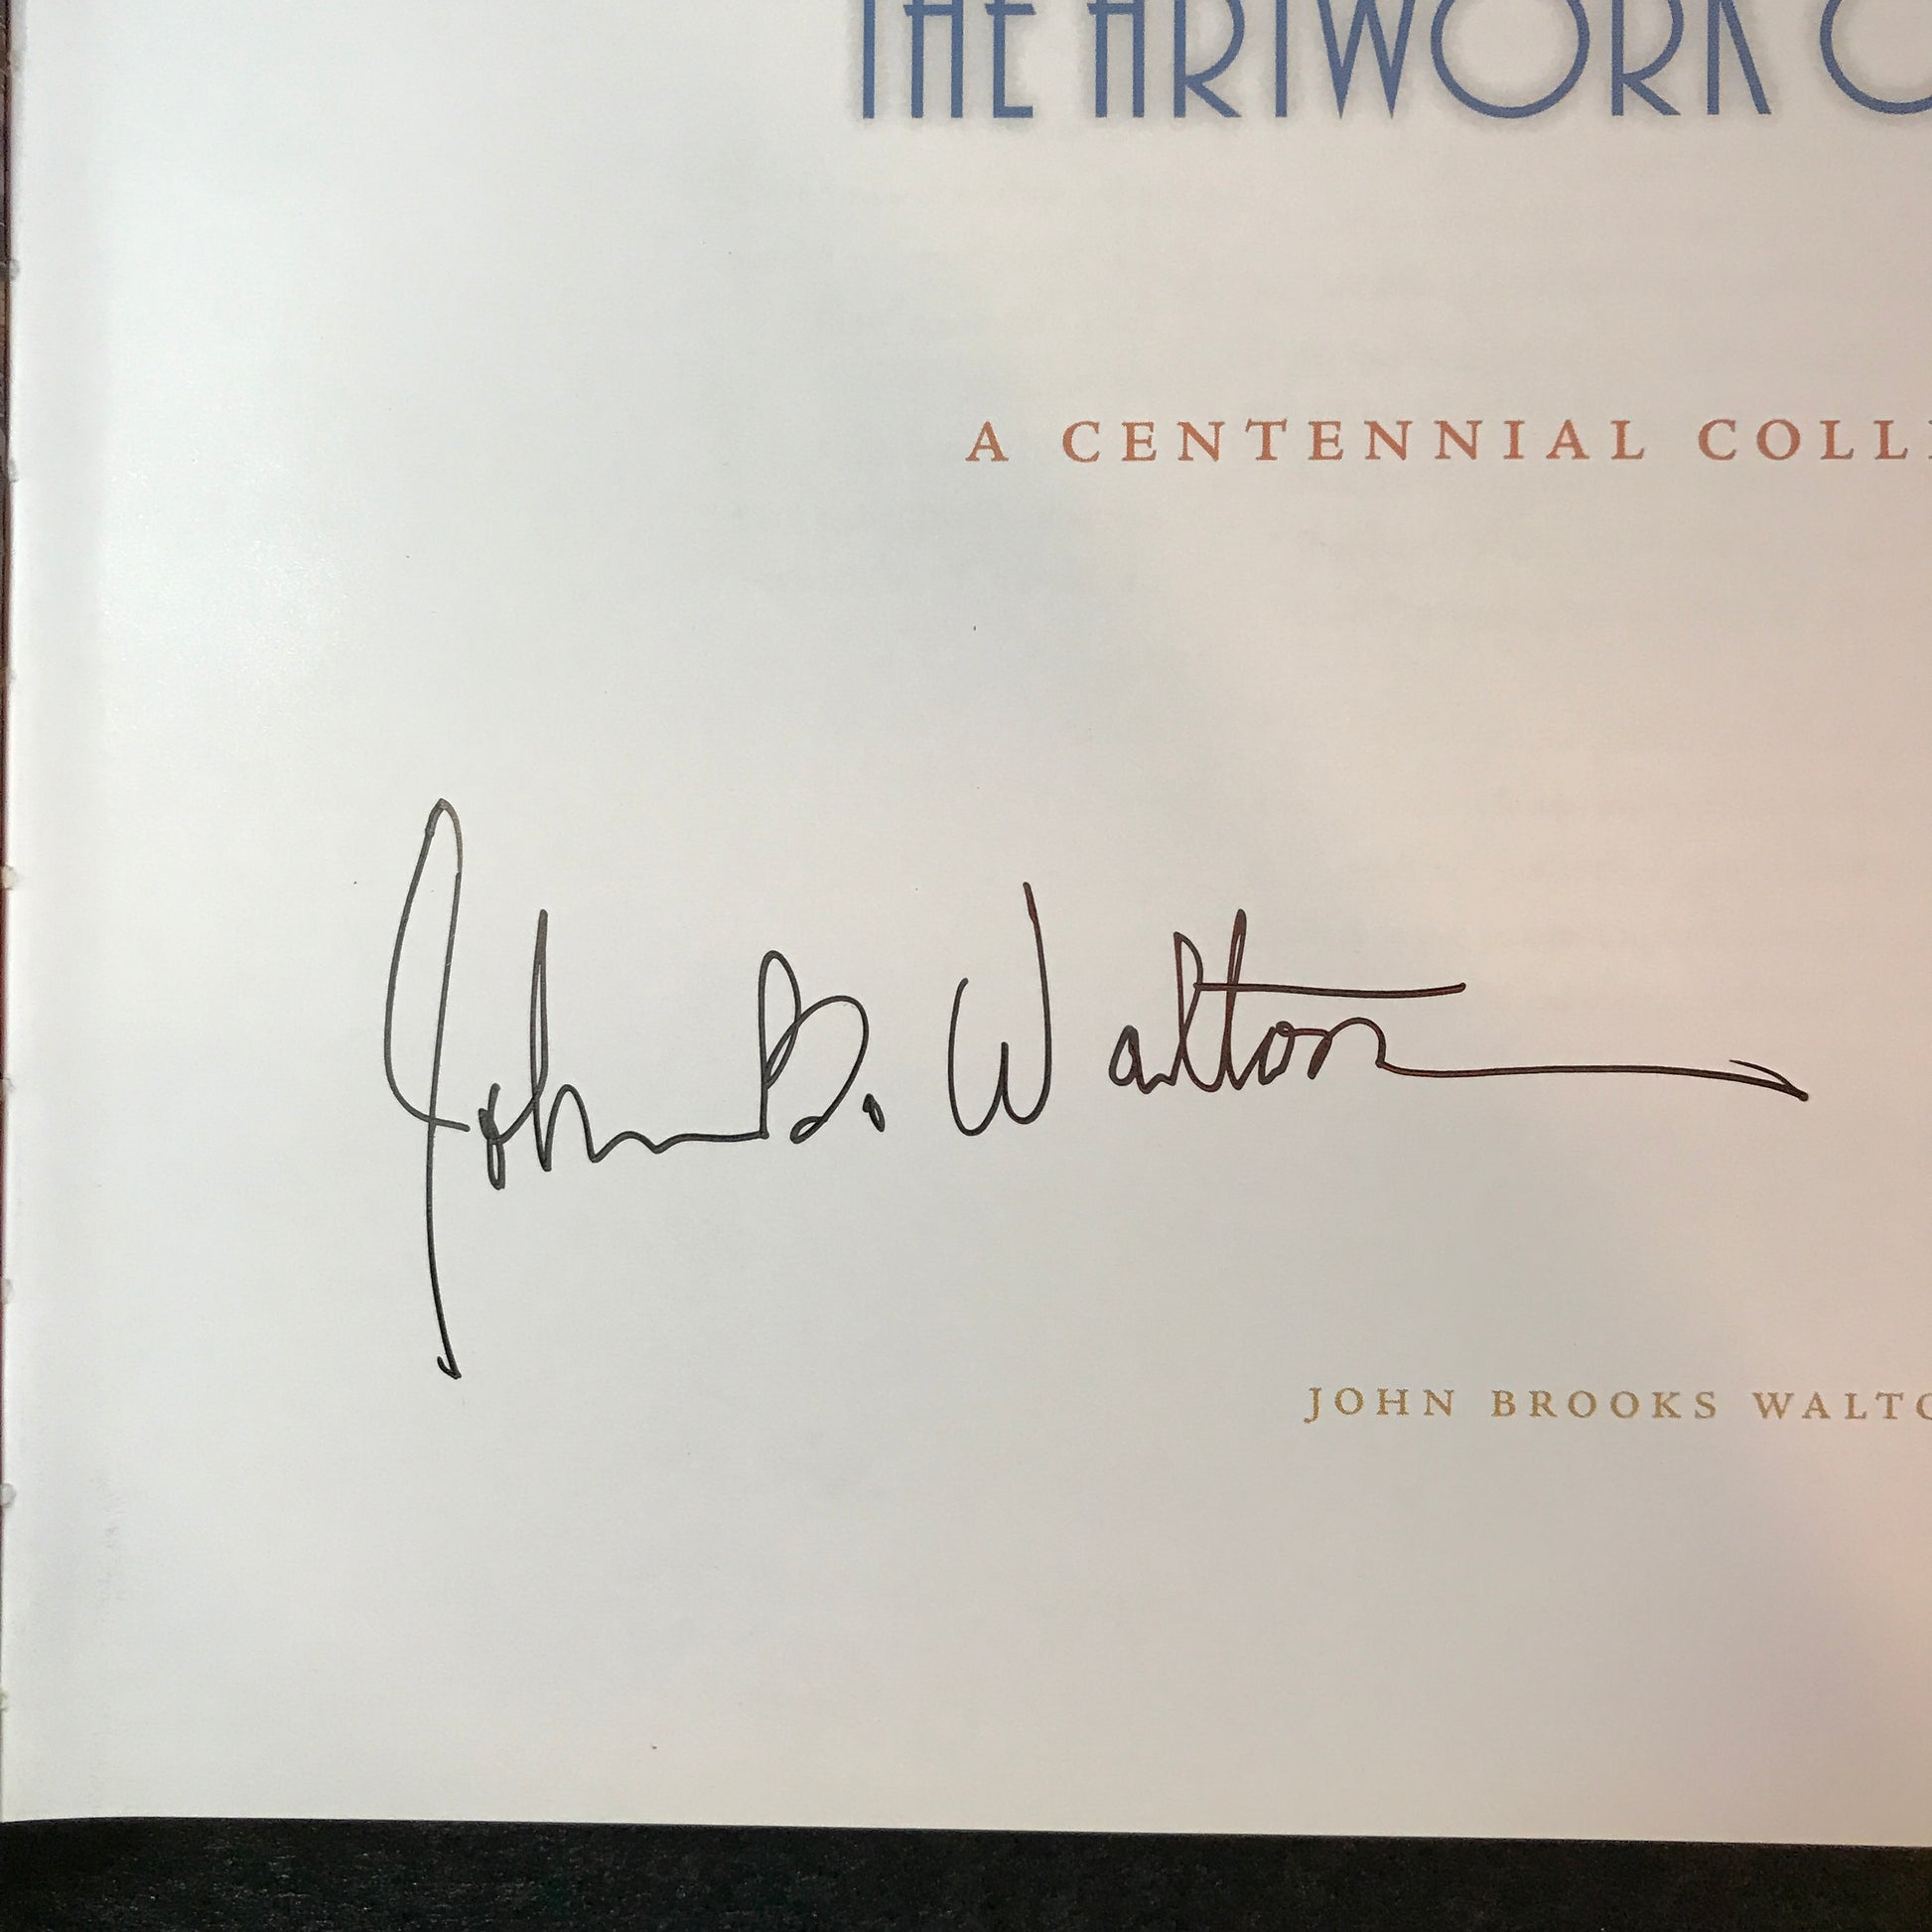 THE ARTWORK O
A CENTENNIAL COLL
John B. Walton
JOHN BROOKS WALTO